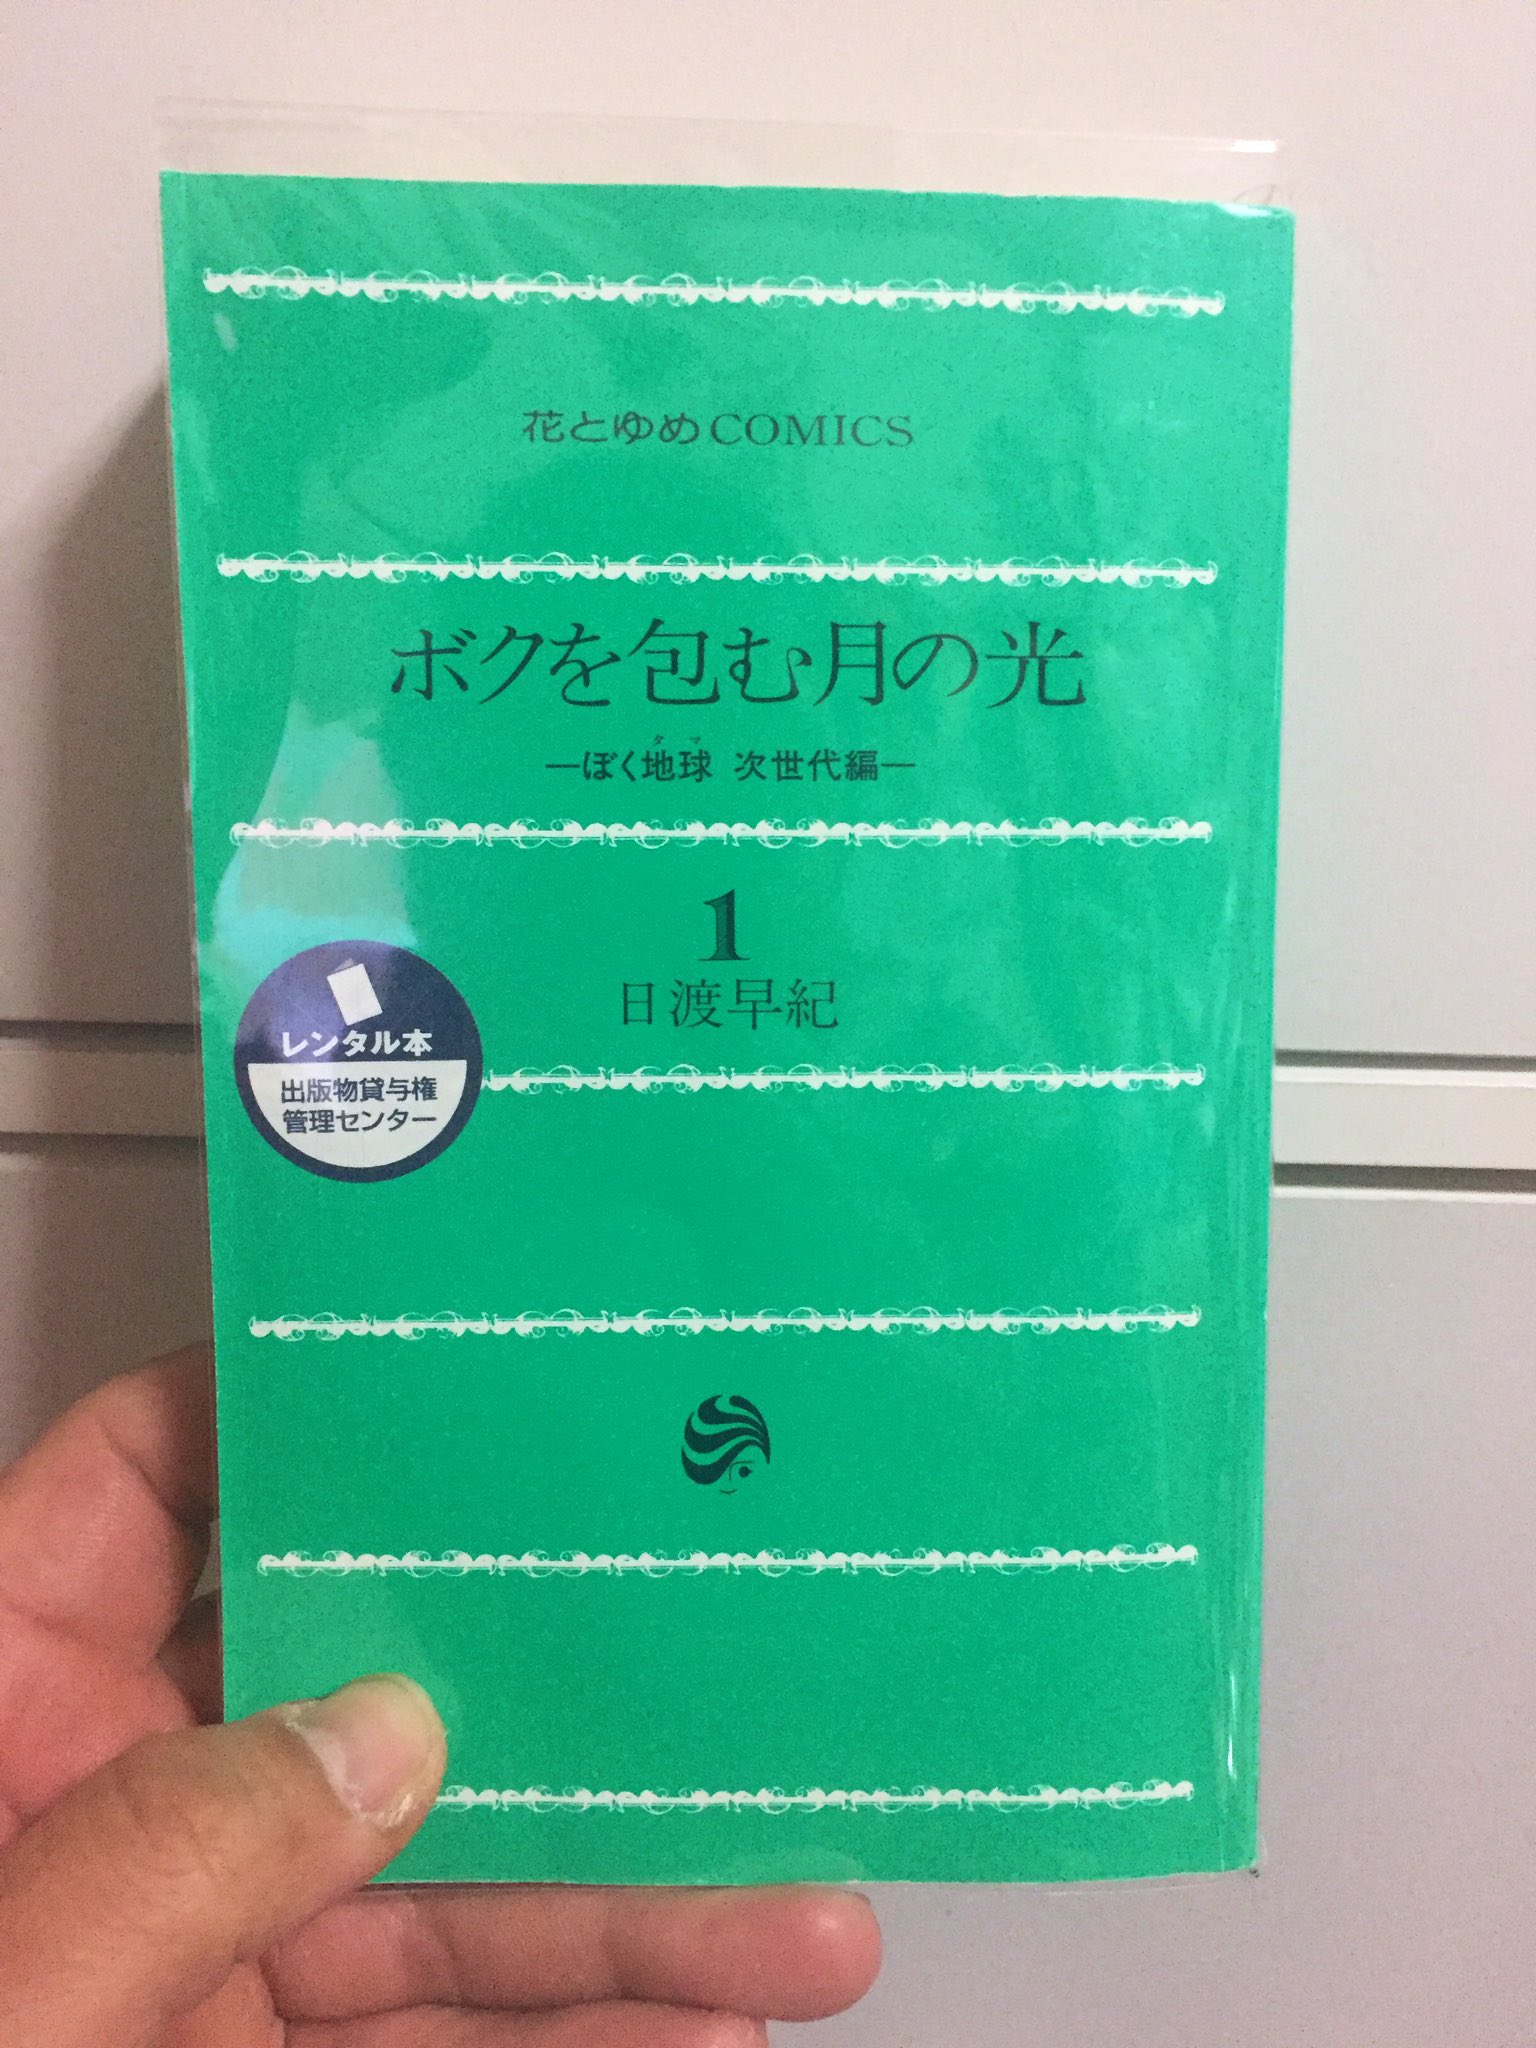 花とゆめCOMICS
ボクを包む月の光
タマ
―ぼく地球 次世代編―
1
日渡早紀
レンタル本
出版物貸与権
管理センター